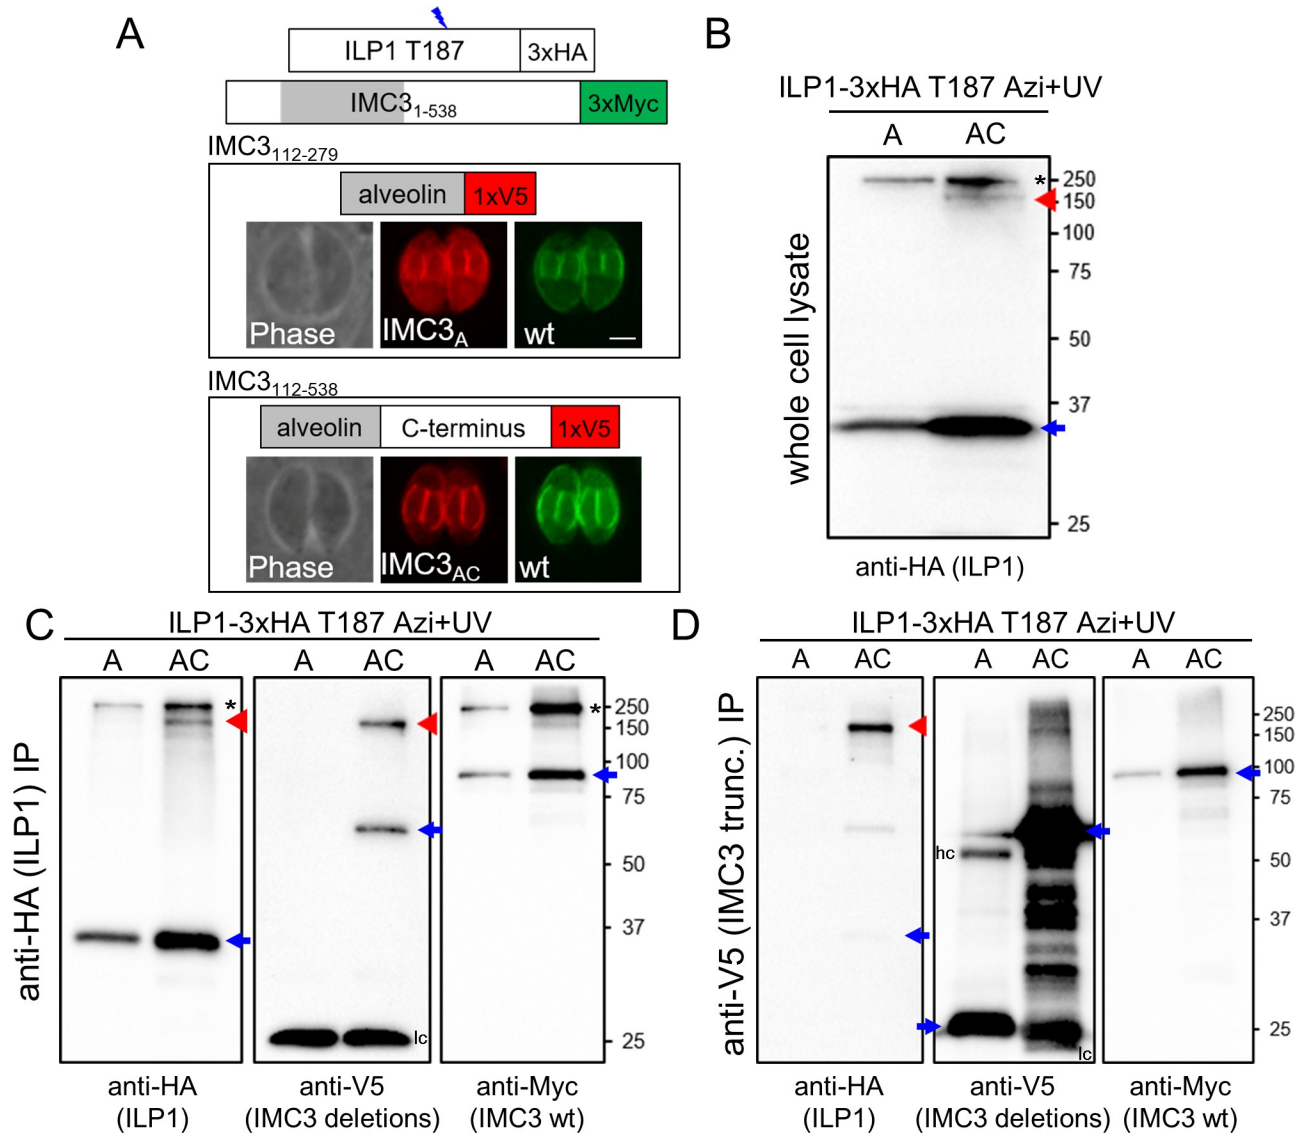 A
ILP1 T187
3xHA
IMC31-538
3xMyc
IMC3112-279
alveolin
1xV5
Phase
IMC3A
wt
IMC3112-538
alveolin
C-terminus
1xV5
Phase
IMC3AC
wt
B
ILP1-3xHA T187 Azi+UV
A AC
whole cell lysate
*
250
150
100
75
50
37
25
anti-HA (ILP1)
C
ILP1-3xHA T187 Azi+UV
A AC A AC A AC
anti-HA (ILP1) IP
*
lc
*
250
150
100
75
50
37
25
anti-HA
(ILP1)
anti-V5
(IMC3 deletions)
anti-Myc
(IMC3 wt)
D
ILP1-3xHA T187 Azi+UV
A AC A AC A AC
anti-V5 (IMC3 trunc.) IP
hc
lc
250
150
100
75
50
37
25
anti-HA
(ILP1)
anti-V5
(IMC3 deletions)
anti-Myc
(IMC3 wt)